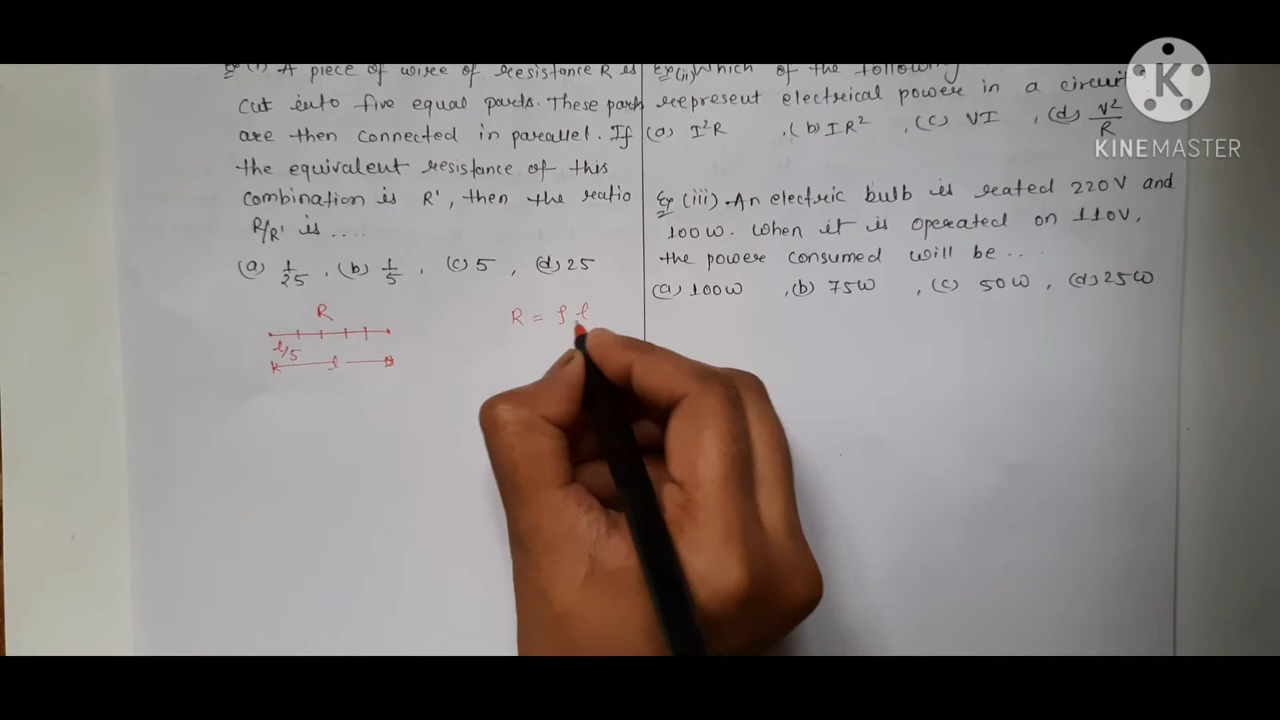 Ex (i) A piece of wire of resistance R is
cut into five equal parts. These parts
are then connected in parallel. If
the equivalent resistance of this
combination is R', then the ratio
R/R' is ....
(a) 1/25, (b) 1/5, (c) 5, (d) 25
R
l/5
l
R = ρ l
Ex (ii) Which of the following
represent electrical power in a circuit?
(a) I²R, (b) IR², (c) VI, (d) V²/R
Ex (iii). An electric bulb is rated 220V and
100W. When it is operated on 110V,
the power consumed will be ...
(a) 100W, (b) 75W, (c) 50W, (d) 25W
K
KINEMASTER